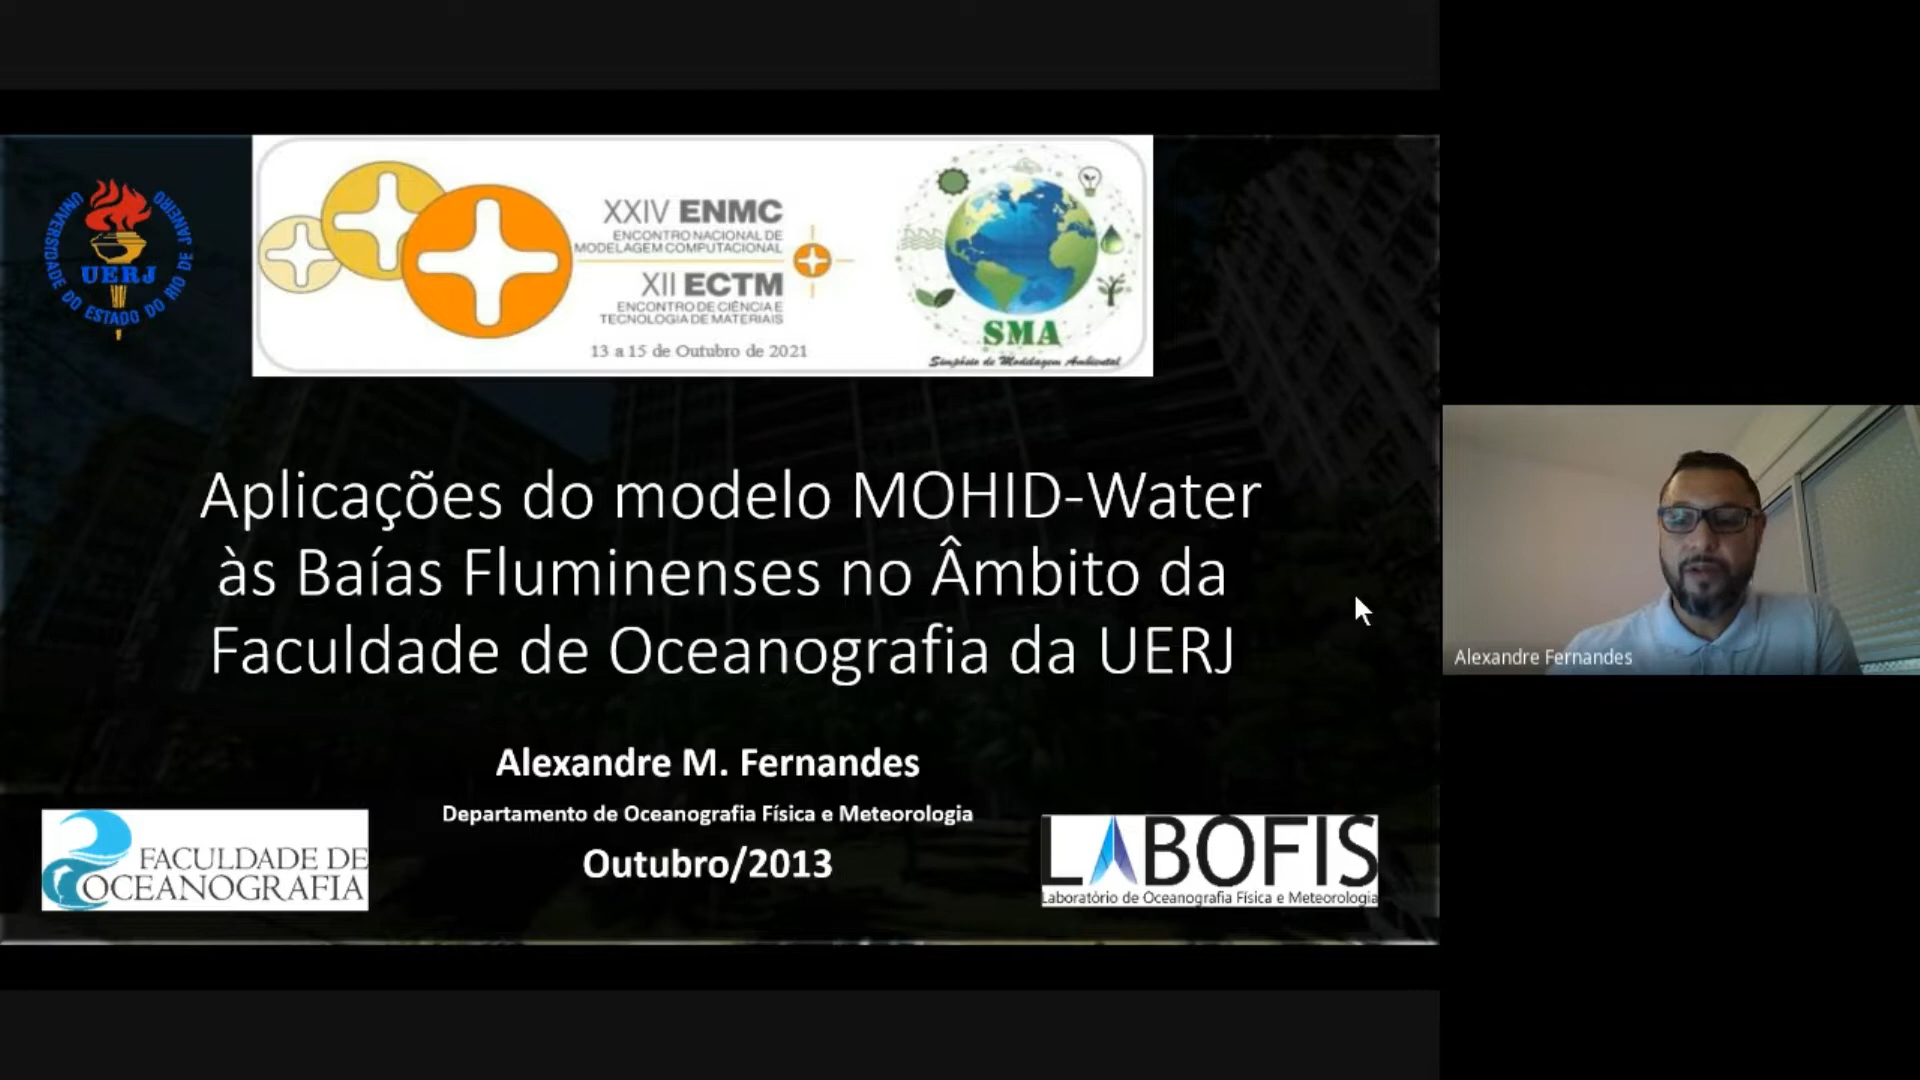 UNIVERSIDADE DO ESTADO DO RIO DE JANEIRO
UERJ
XXIV ENMC
ENCONTRO NACIONAL DE
MODELAGEM COMPUTACIONAL
XII ECTM
ENCONTRO DE CIÊNCIA E
TECNOLOGIA DE MATERIAIS
13 a 15 de Outubro de 2021
SMA
Simpósio de Modelagem Ambiental
Aplicações do modelo MOHID-Water
às Baías Fluminenses no Âmbito da
Faculdade de Oceanografia da UERJ
Alexandre M. Fernandes
Departamento de Oceanografia Física e Meteorologia
Outubro/2013
FACULDADE DE
OCEANOGRAFIA
LABOFIS
Laboratório de Oceanografia Física e Meteorologia
Alexandre Fernandes